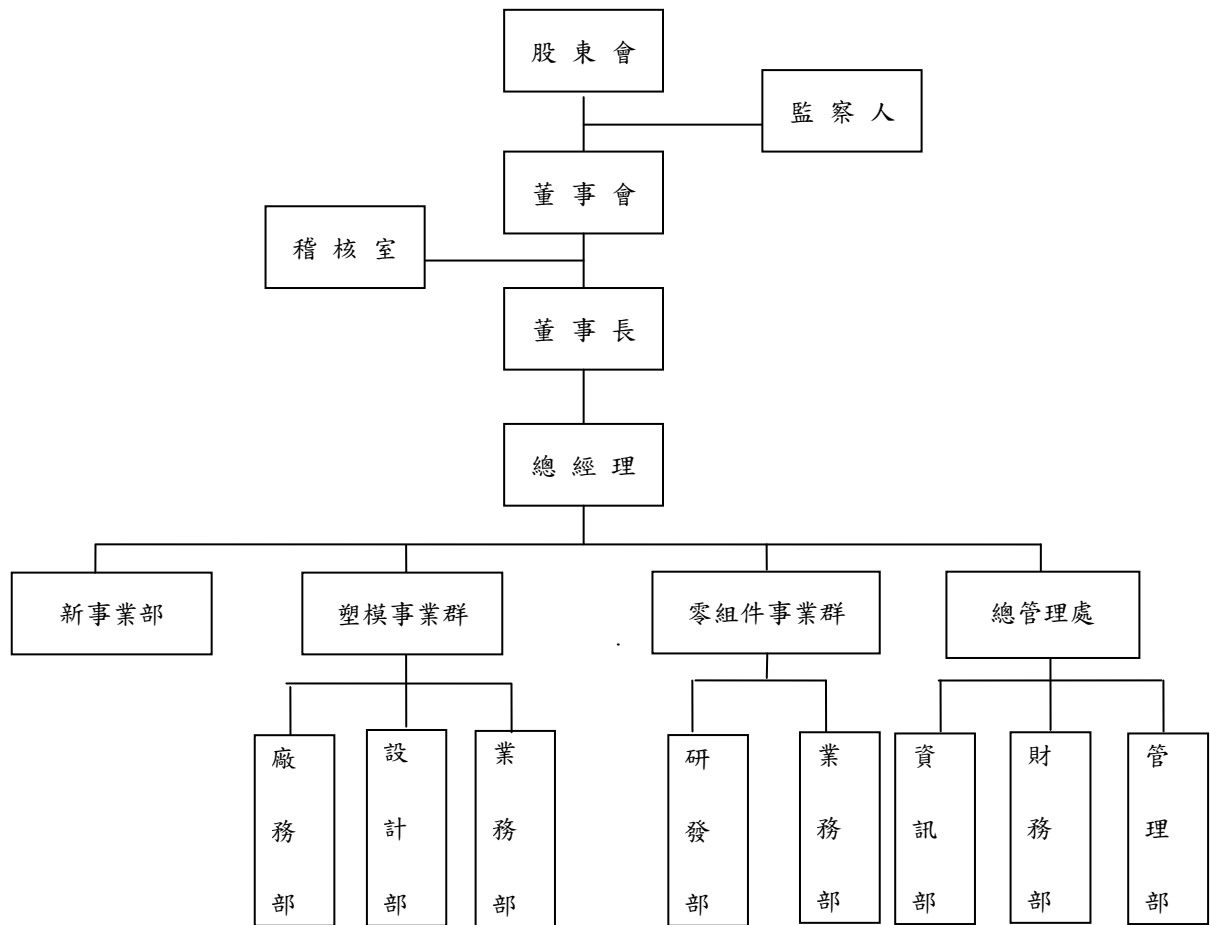 股東會
監察人
董事會
稽核室
董事長
總經理
新事業部
塑模事業群
零組件事業群
總管理處
廠務部
設計部
業務部
研發部
業務部
資訊部
財務部
管理部